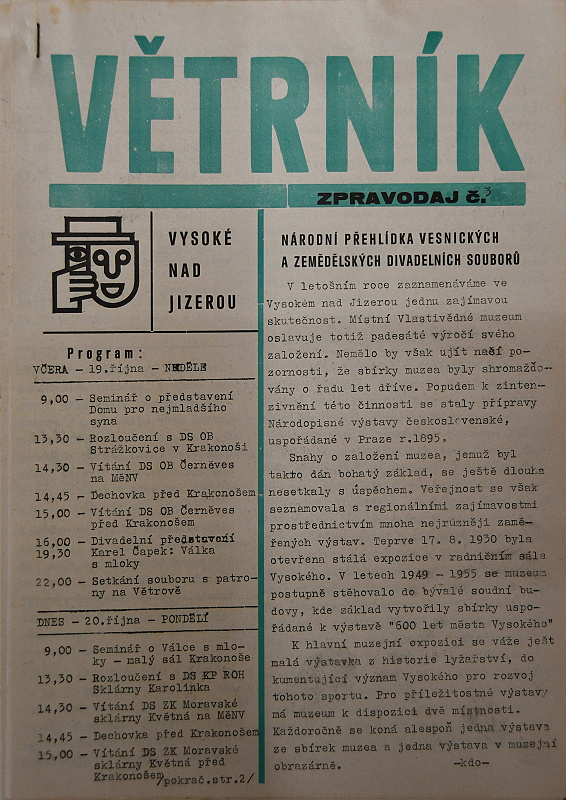 VĚTRNÍK
ZPRAVODAJ č.3
VYSOKÉ
NAD
JIZEROU
Program:
VČERA - 19.října - NEDĚLE
9,00 - Seminář o představení
Domu pro nejmladšího
syna
13,30 - Rozloučení s DS OB
Strážkovice v Krakonoši
14,30 - Vítání DS OB Černěves
na MěNV
14,45 - Dechovka před Krakonošem
15,00 - Vítání DS OB Černěves
před Krakonošem
16,00 - Divadelní představení
19,30 Karel Čapek: Válka
s mloky
22,00 - Setkání souboru s patro-
ny na Větrově
DNES - 20.října - PONDĚLÍ
9,00 - Seminář o Válce s mlo-
ky - malý sál Krakonoše
13,30 - Rozloučení s DS KP ROH
Sklárny Karolinka
14,30 - Vítání DS ZK Moravské
sklárny Květná na MěNV
14,45 - Dechovka před Krakonošem
15,00 - Vítání DS ZK Moravské
sklárny Květná před
Krakonošem /pokrač.str.2/
NÁRODNÍ PŘEHLÍDKA VESNICKÝCH
A ZEMĚDĚLSKÝCH DIVADELNÍCH SOUBORŮ
V letošním roce zaznamenáváme ve
Vysokém nad Jizerou jednu zajímavou
skutečnost. Místní Vlastivědné muzeum
oslavuje totiž padesáté výročí svého
založení. Nemělo by však ujít naší po-
zornosti, že sbírky muzea byly shromažďo-
vány o řadu let dříve. Popudem k zinten-
zivnění této činnosti se staly přípravy
Národopisné výstavy československé,
uspořádané v Praze r.1895.
Snahy o založení muzea, jemuž byl
takto dán bohatý základ, se ještě dlouho
nesetkaly s úspěchem. Veřejnost se však
seznamovala s regionálními zajímavostmi
prostřednictvím mnoha nejrůzněji zamě-
řených výstav. Teprve 17. 8. 1930 byla
otevřena stálá expozice v radničním sále
Vysokého. V letech 1949 - 1955 se muzeum
postupně stěhovalo do bývalé soudní bu-
dovy, kde základ vytvořily sbírky uspo-
řádané k výstavě "600 let města Vysokého"
K hlavní muzejní expozici se váže ješt
malá výstavka z historie lyžařství, do
kumentující význam Vysokého pro rozvoj
tohoto sportu. Pro příležitostné výstavy
má muzeum k dispozici dvě místnosti.
Každoročně se koná alespoň jedna výstava
ze sbírek muzea a jedna výstava v muzejní
obrazárně. -kdo-